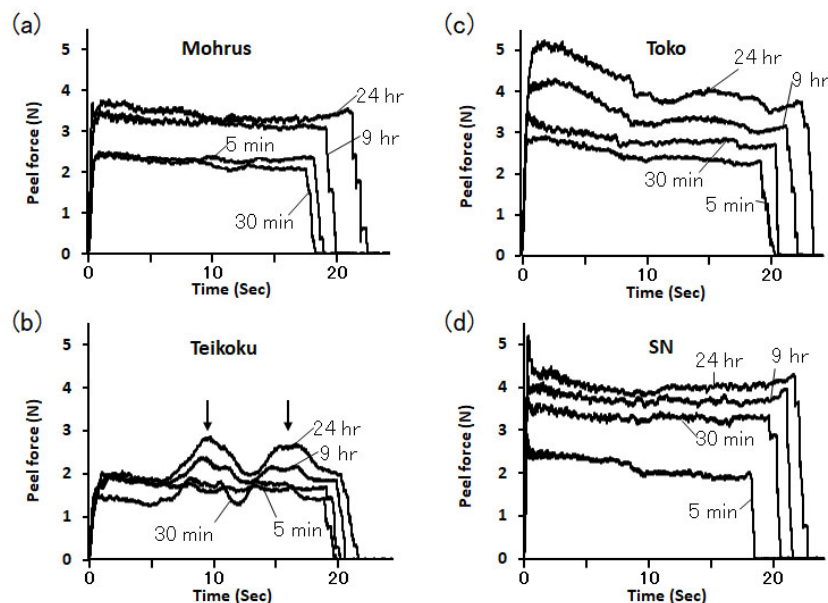 (a)
Mohrus
Peel force (N)
5
4
3
2
1
0
24 hr
5 min
9 hr
30 min
0
10
20
Time (Sec)
(b)
Teikoku
Peel force (N)
5
4
3
2
1
0
24 hr
9 hr
30 min
5 min
0
10
20
Time (Sec)
(c)
Toko
Peel force (N)
5
4
3
2
1
0
24 hr
9 hr
30 min
5 min
0
10
20
Time (Sec)
(d)
SN
Peel force (N)
5
4
3
2
1
0
24 hr
9 hr
30 min
5 min
0
10
20
Time (Sec)